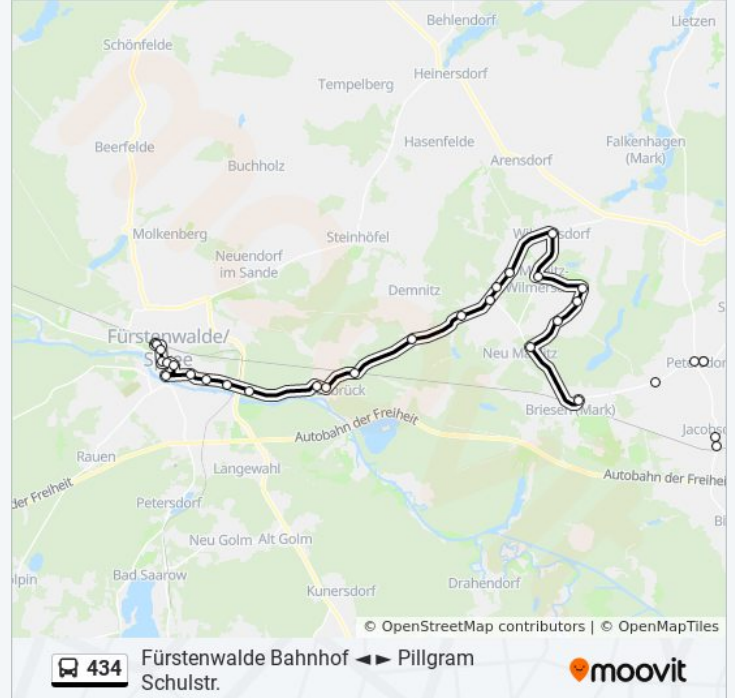 Behlendorf
Lietzen
Schönfelde
Heinersdorf
Tempelberg
Hasenfelde
Falkenhagen
(Mark)
Beerfelde
Arensdorf
Buchholz
Molkenberg
Steinhöfel
Neuendorf
im Sande
Demnitz
Fürstenwalde/
Neu
Briesen (Mark)
Autobahn der Freiheit
Rauen
Langewahl
Autobahn der Freihei
der Freiheit
Petersdorf
Neu Golm
Alt Golm
Bad Saarow
Drahendorf
Kunersdorf
© OpenStreetMap contributors | © OpenMapTiles
434
Fürstenwalde Bahnhof ◄ ► Pillgram
Schulstr.
moovit